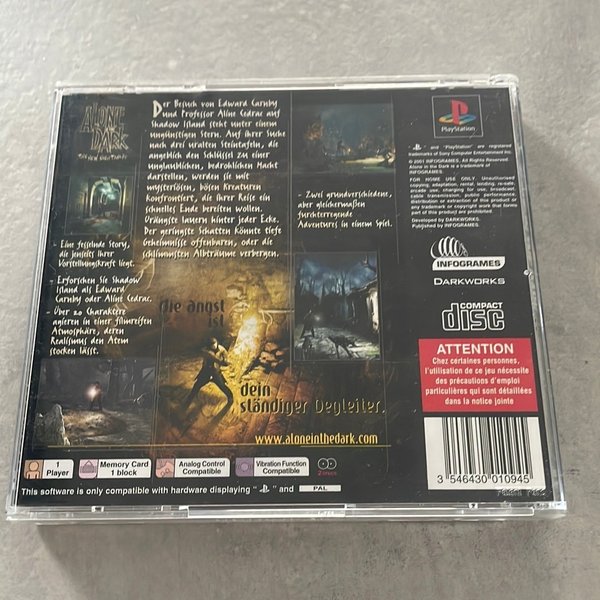 ALONE
IN THE
DARK
THE NEW NIGHTMARE
Der Besuch von Edward Carnby
und Professor Aline Cedrac auf
Shadow Island steht unter einem
ungünstigen Stern. Auf ihrer Suche
nach drei uralten Steintafeln, die
angeblich den Schlüssel zu einer
unglaublichen, bedrohlichen Macht
darstellen, werden sie mit
mysteriösen, bösen Kreaturen
konfrontiert, die ihr Reise ein
schnelles Ende bereiten wollen.
Drängste lauern hinter jeder Ecke.
Der geringste Schatten könnte tiefe
Geheimnisse offenbaren, oder die
schlimmsten Albträume verbergen.
- Eine fesselnde Story,
die jenseits ihrer
Vorstellungskraft liegt.
- Erforschen Sie Shadow
Island als Edward
Carnby oder Aline Cedrac.
- Über 20 Charaktere
agieren in einer filmreifen
Atmosphäre, deren
Realismus den Atem
stocken lässt.
- Zwei grundverschiedene,
aber gleichermaßen
furchterregende
Adventures in einem Spiel.
die angst
ist
dein
ständiger Begleiter.
www.aloneinthedark.com
PlayStation
" " and "PlayStation" are registered
trademarks of Sony Computer Entertainment Inc.
© 2001 INFOGRAMES, All Rights Reserved.
Alone in the Dark is a trademark of
INFOGRAMES.
FOR HOME USE ONLY. Unauthorised
copying, adaptation, rental, lending, re-sale,
arcade use, charging for use, broadcast,
cable transmission, public performance,
distribution or extraction of this product or
any trademark or copyright work that forms
part of this product are prohibited.
Developed by DARKWORKS.
Published by INFOGRAMES.
INFOGRAMES
DARKWORKS
COMPACT
disc
ATTENTION
Chez certaines personnes,
l'utilisation de ce jeu nécessite
des précautions d'emploi
particulières qui sont détaillées
dans la notice jointe
3 546430 010945
1
Player
Memory Card
1 block
Analog Control
Compatible
Vibration Function
Compatible
2 DISCS
This software is only compatible with hardware displaying " " and PAL